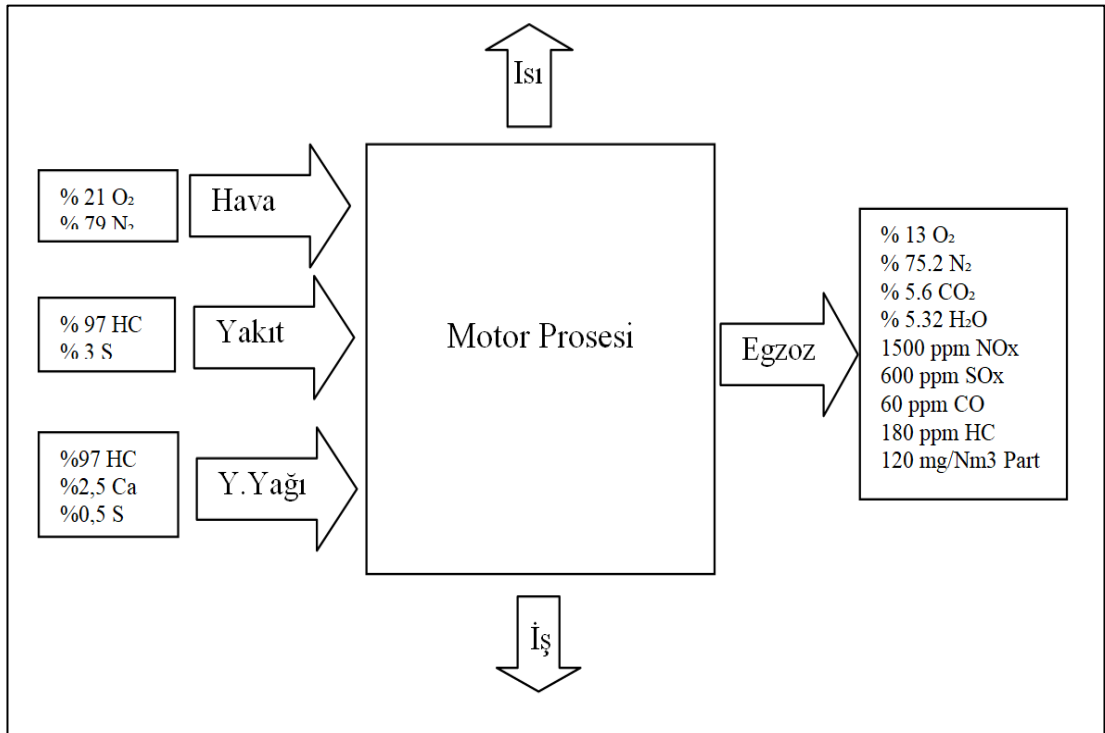 Isı
% 21 O₂
% 79 N₂
Hava
% 97 HC
% 3 S
Yakıt
%97 HC
%2,5 Ca
%0,5 S
Y.Yağı
Motor Prosesi
Egzoz
% 13 O₂
% 75.2 N₂
% 5.6 CO₂
% 5.32 H₂O
1500 ppm NOx
600 ppm SOx
60 ppm CO
180 ppm HC
120 mg/Nm3 Part
İş